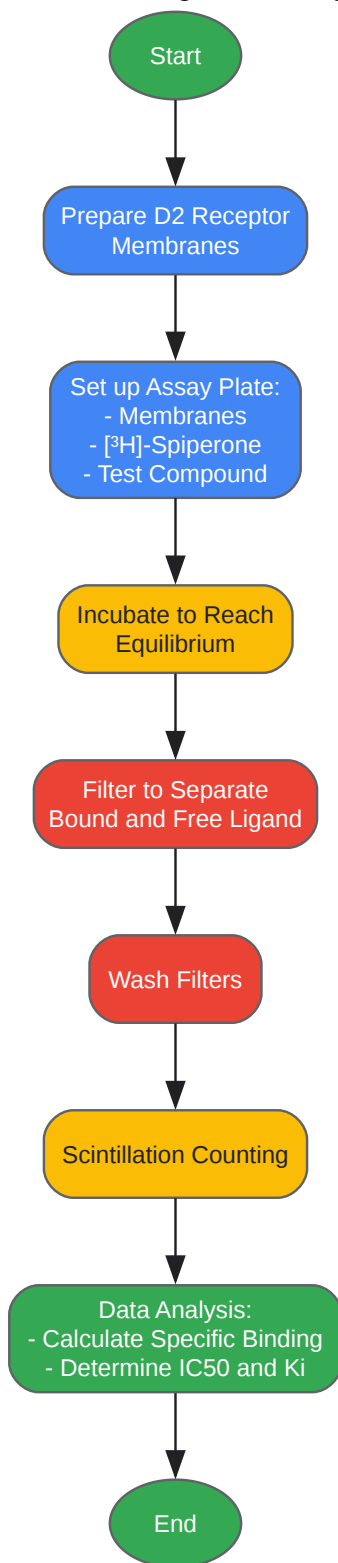 Start
Prepare D2 Receptor
Membranes
Set up Assay Plate:
- Membranes
- [³H]-Spiperone
- Test Compound
Incubate to Reach
Equilibrium
Filter to Separate
Bound and Free Ligand
Wash Filters
Scintillation Counting
Data Analysis:
- Calculate Specific Binding
- Determine IC50 and Ki
End